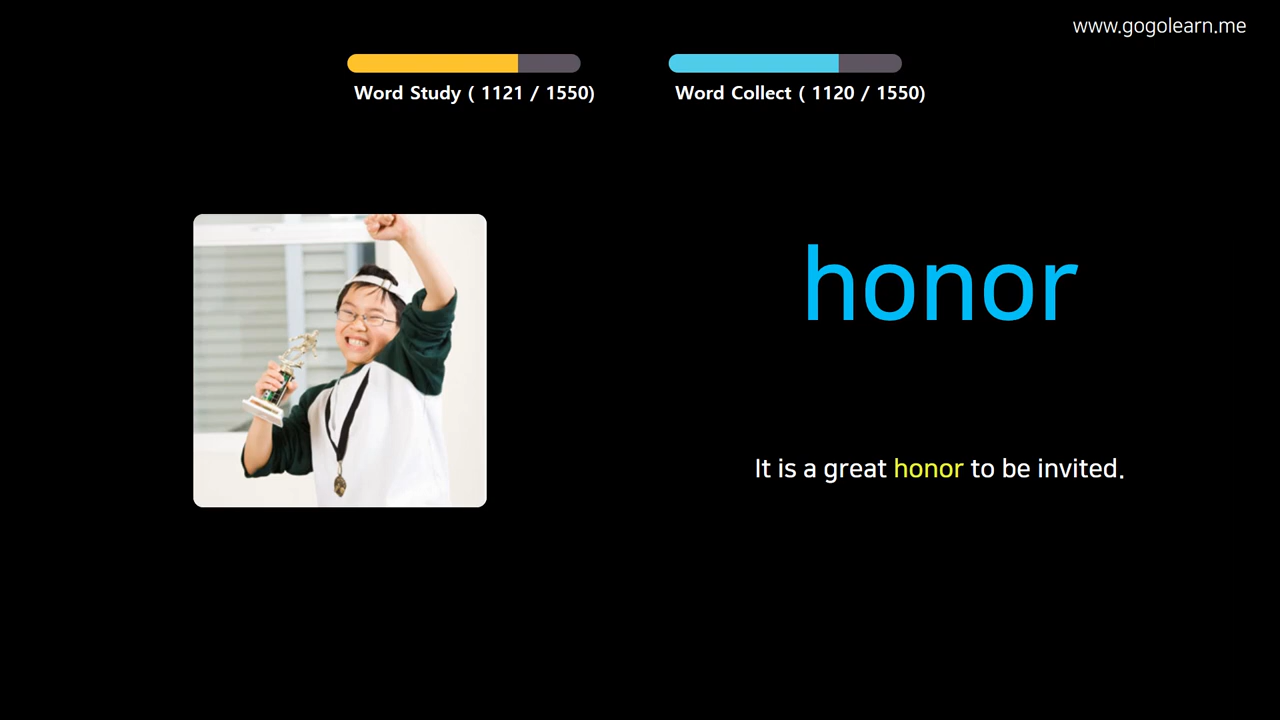 www.gogolearn.me
Word Study ( 1121 / 1550)
Word Collect ( 1120 / 1550)
honor
It is a great honor to be invited.